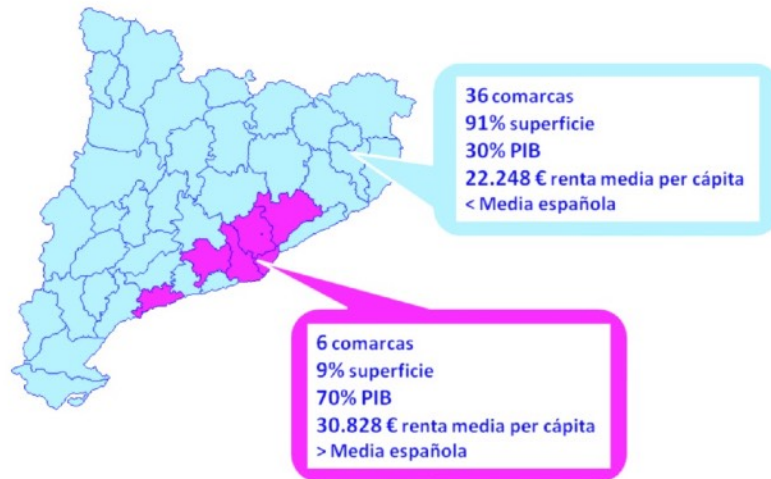 36 comarcas
91% superficie
30% PIB
22.248 € renta media per cápita
< Media española
6 comarcas
9% superficie
70% PIB
30.828 € renta media per cápita
> Media española